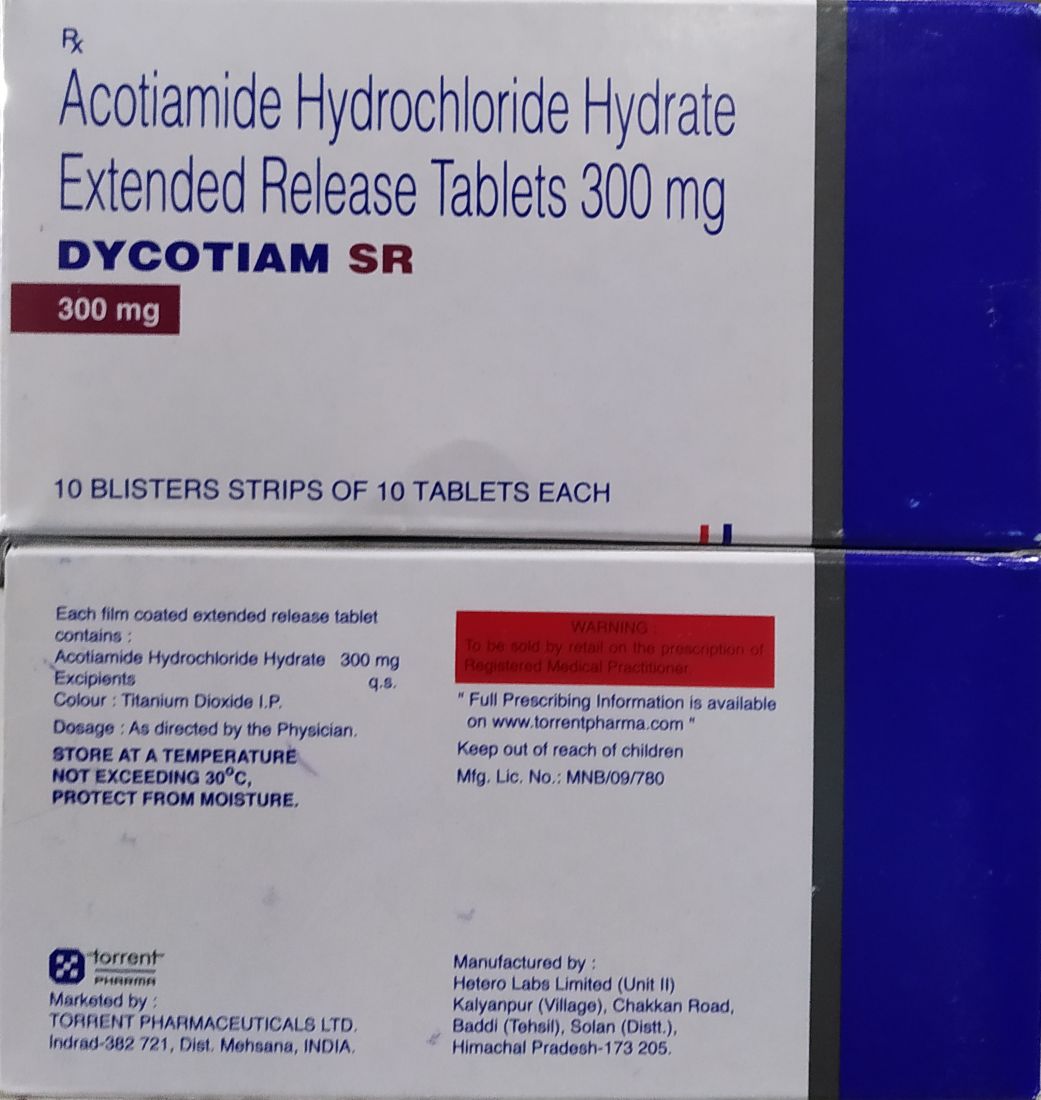 Rx
Acotiamide Hydrochloride Hydrate
Extended Release Tablets 300 mg
DYCOTIAM SR
300 mg
10 BLISTERS STRIPS OF 10 TABLETS EACH
Each film coated extended release tablet
contains :
Acotiamide Hydrochloride Hydrate 300 mg
Excipients q.s.
Colour : Titanium Dioxide I.P.
Dosage : As directed by the Physician.
STORE AT A TEMPERATURE
NOT EXCEEDING 30°C,
PROTECT FROM MOISTURE.
WARNING :
To be sold by retail on the prescription of
Registered Medical Practitioner.
" Full Prescribing Information is available
on www.torrentpharma.com "
Keep out of reach of children
Mfg. Lic. No.: MNB/09/780
torrent
PHARMA
Marketed by :
TORRENT PHARMACEUTICALS LTD.
Indrad-382 721, Dist. Mehsana, INDIA.
Manufactured by :
Hetero Labs Limited (Unit II)
Kalyanpur (Village), Chakkan Road,
Baddi (Tehsil), Solan (Distt.),
Himachal Pradesh-173 205.